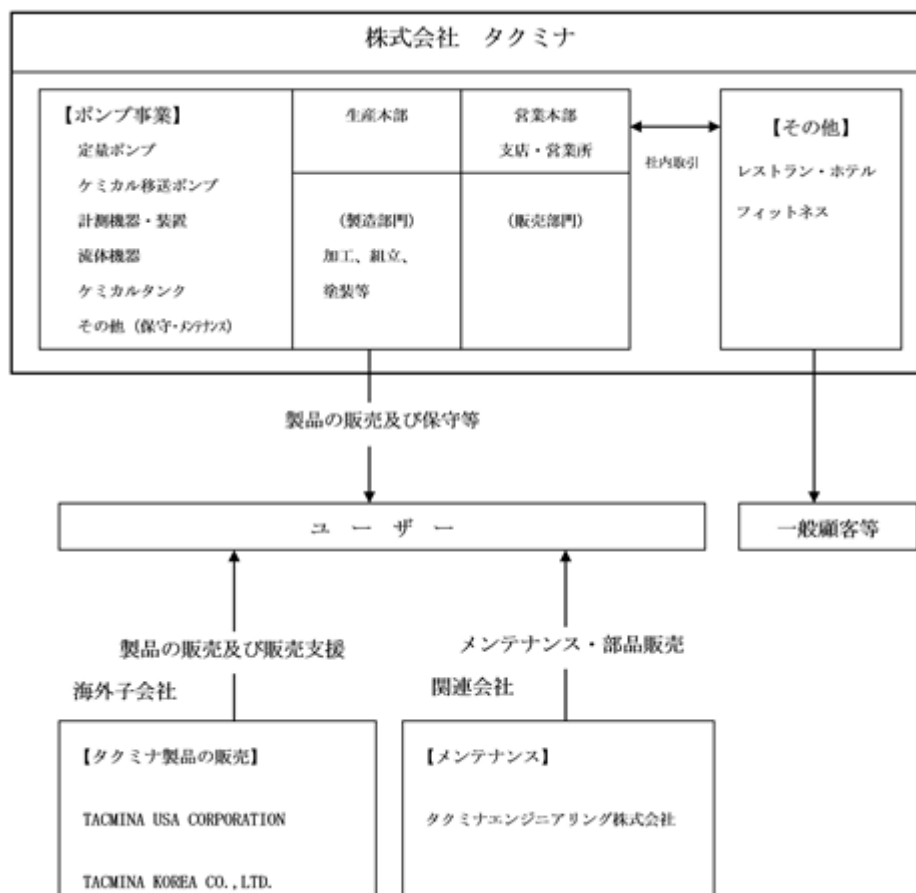 株式会社　タクミナ
【ポンプ事業】
定量ポンプ
ケミカル移送ポンプ
計測機器・装置
流体機器
ケミカルタンク
その他（保守・メンテナンス）
生産本部
（製造部門）
加工、組立、
塗装等
営業本部
支店・営業所
（販売部門）
社内取引
【その他】
レストラン・ホテル
フィットネス
製品の販売及び保守等
ユーザー
一般顧客等
製品の販売及び販売支援
メンテナンス・部品販売
海外子会社
関連会社
【タクミナ製品の販売】
TACMINA USA CORPORATION
TACMINA KOREA CO.,LTD.
【メンテナンス】
タクミナエンジニアリング株式会社